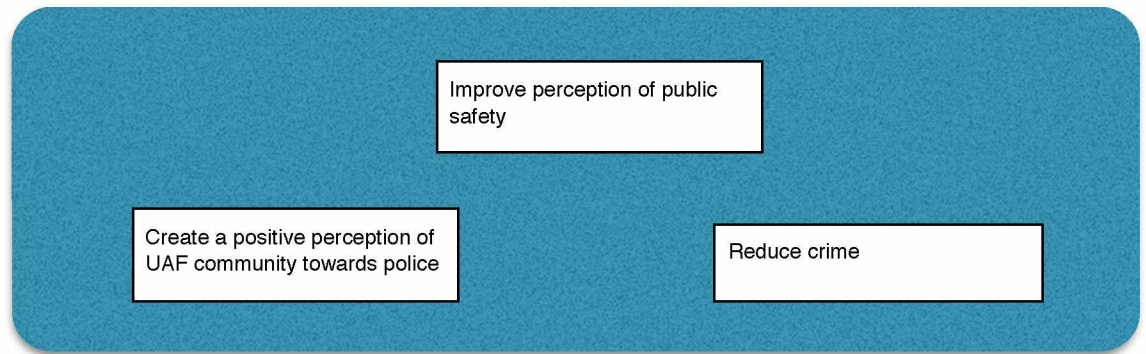 Improve perception of public
safety
Create a positive perception of
UAF community towards police
Reduce crime